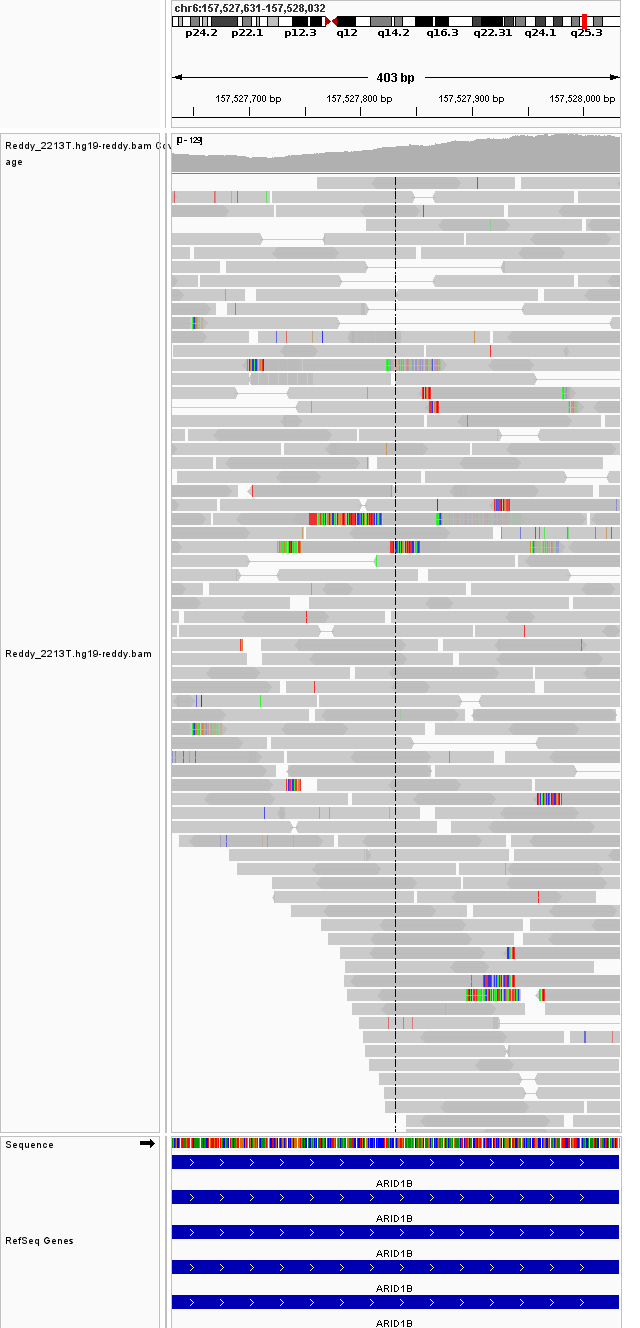 chr6:157,527,631-157,528,032
p24.2 p22.1 p12.3 q12 q14.2 q16.3 q22.31 q24.1 q25.3
403 bp
157,527,700 bp 157,527,800 bp 157,527,900 bp 157,528,000 bp
Reddy_2213T.hg19-reddy.bam Cov
age
[0 - 129]
Reddy_2213T.hg19-reddy.bam
Sequence
ARID1B
ARID1B
RefSeq Genes
ARID1B
ARID1B
ARID1B